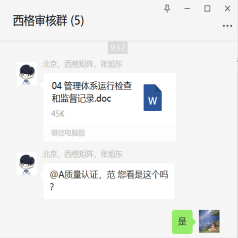 西格审核群 (5)
9:17
北京，西格矩阵，张旭东
04 管理体系运行检查
和监督记录.doc
45K
W
微信电脑版
北京，西格矩阵，张旭东
@A质量认证，范 您看是这个吗
？
是